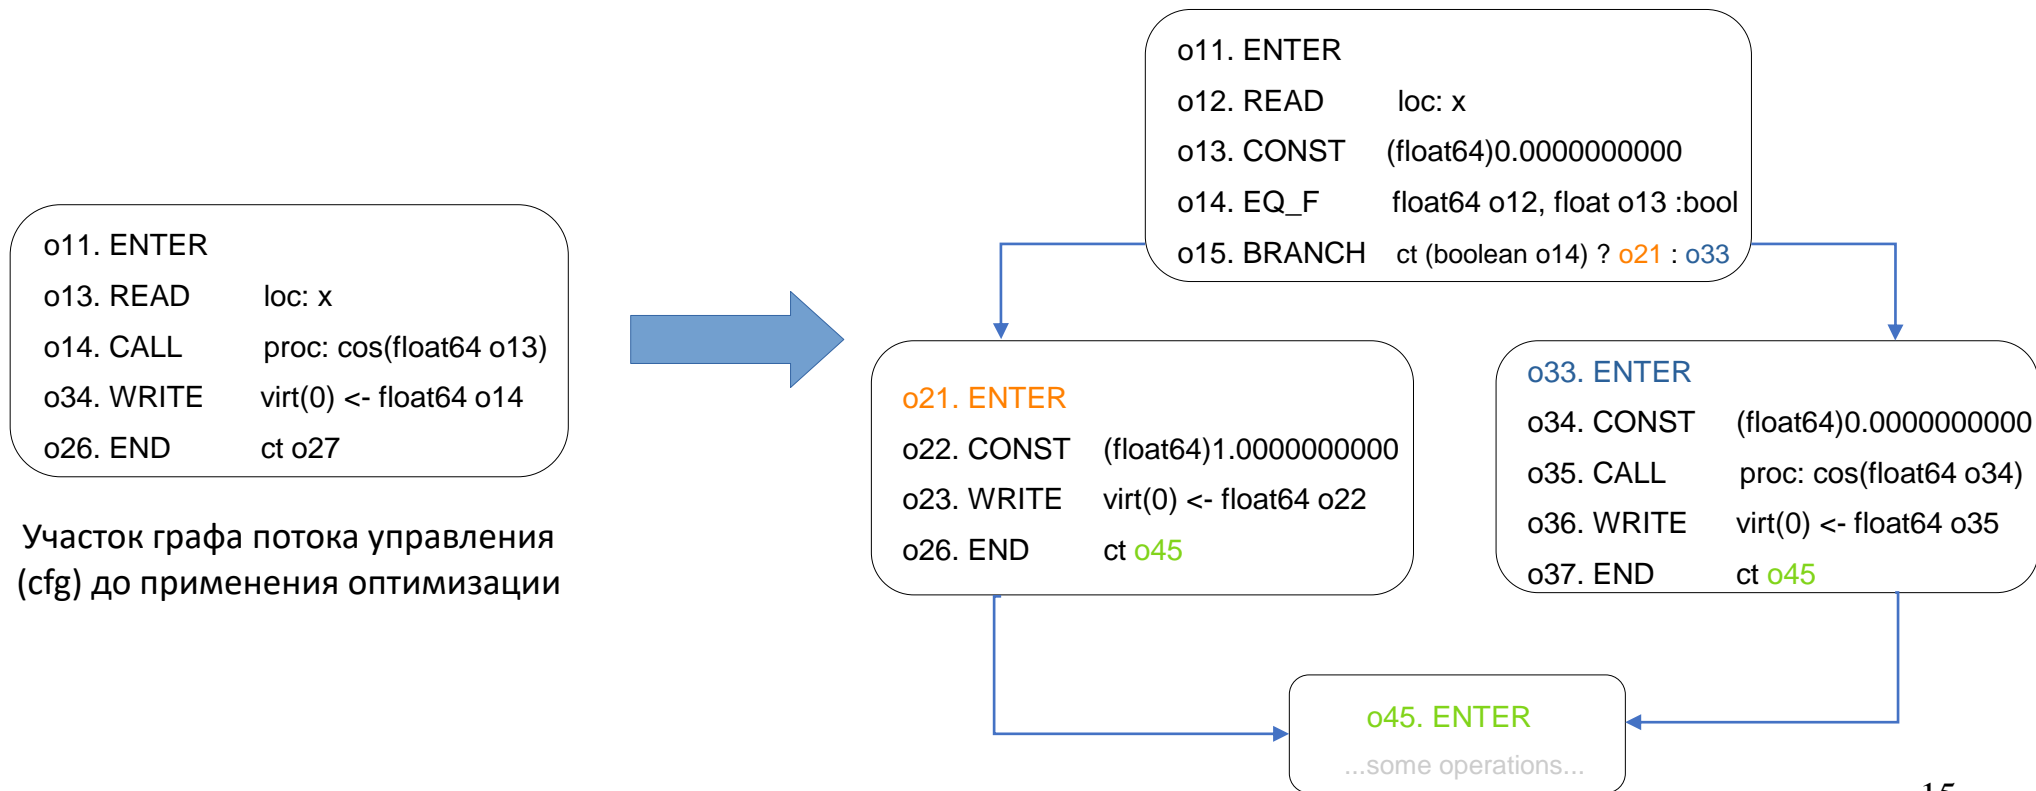 o11. ENTER
o13. READ loc: x
o14. CALL proc: cos(float64 o13)
o34. WRITE virt(0) <- float64 o14
o26. END ct o27
Участок графа потока управления
(cfg) до применения оптимизации
o11. ENTER
o12. READ loc: x
o13. CONST (float64)0.0000000000
o14. EQ_F float64 o12, float o13 :bool
o15. BRANCH ct (boolean o14) ? o21 : o33
o21. ENTER
o22. CONST (float64)1.0000000000
o23. WRITE virt(0) <- float64 o22
o26. END ct o45
o33. ENTER
o34. CONST (float64)0.0000000000
o35. CALL proc: cos(float64 o34)
o36. WRITE virt(0) <- float64 o35
o37. END ct o45
o45. ENTER
...some operations...
15